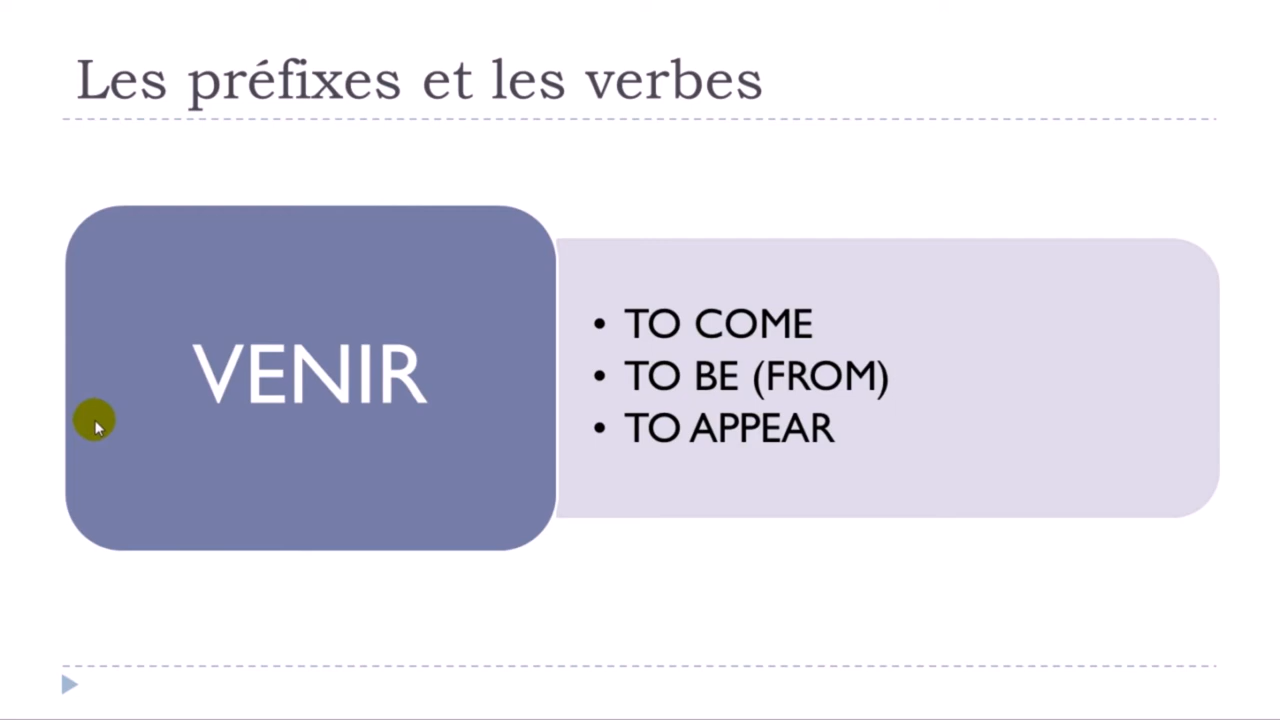 Les préfixes et les verbes
VENIR
• TO COME
• TO BE (FROM)
• TO APPEAR